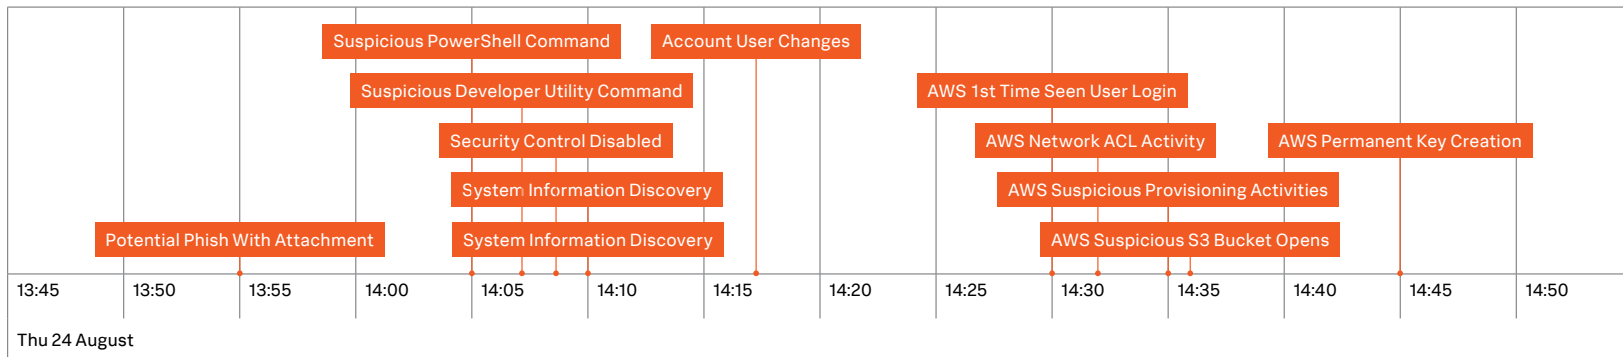 Suspicious PowerShell Command
Account User Changes
Suspicious Developer Utility Command
AWS 1st Time Seen User Login
Security Control Disabled
AWS Network ACL Activity
AWS Permanent Key Creation
System Information Discovery
AWS Suspicious Provisioning Activities
Potential Phish With Attachment
System Information Discovery
AWS Suspicious S3 Bucket Opens
13:45
13:50
13:55
14:00
14:05
14:10
14:15
14:20
14:25
14:30
14:35
14:40
14:45
14:50
Thu 24 August